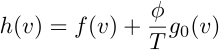 h(v) = f(v) + \frac{\phi}{T} g_0(v)